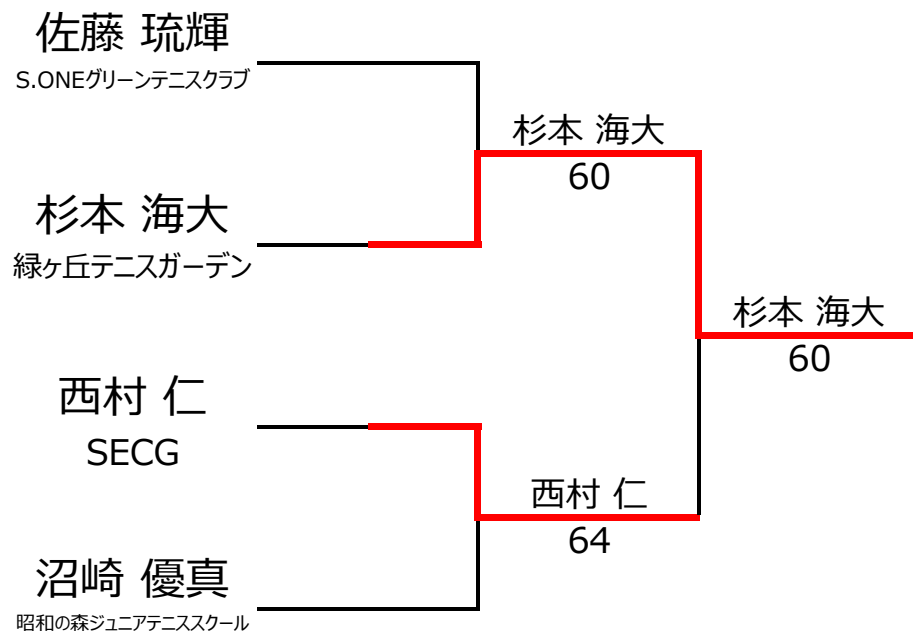 佐藤 琉輝
S.ONEグリーンテニスクラブ
杉本 海大
60
杉本 海大
緑ヶ丘テニスガーデン
杉本 海大
60
西村 仁
SECG
西村 仁
64
沼崎 優真
昭和の森ジュニアテニススクール